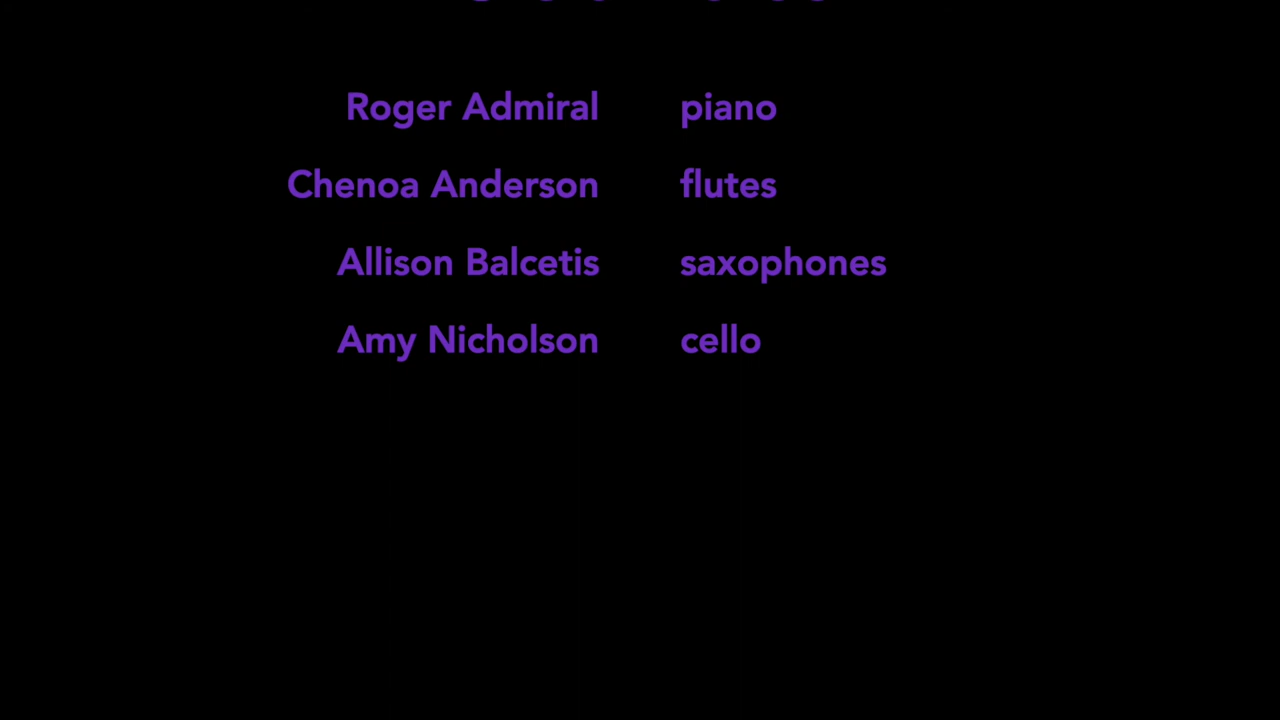 Roger Admiral piano
Chenoa Anderson flutes
Allison Balcetis saxophones
Amy Nicholson cello